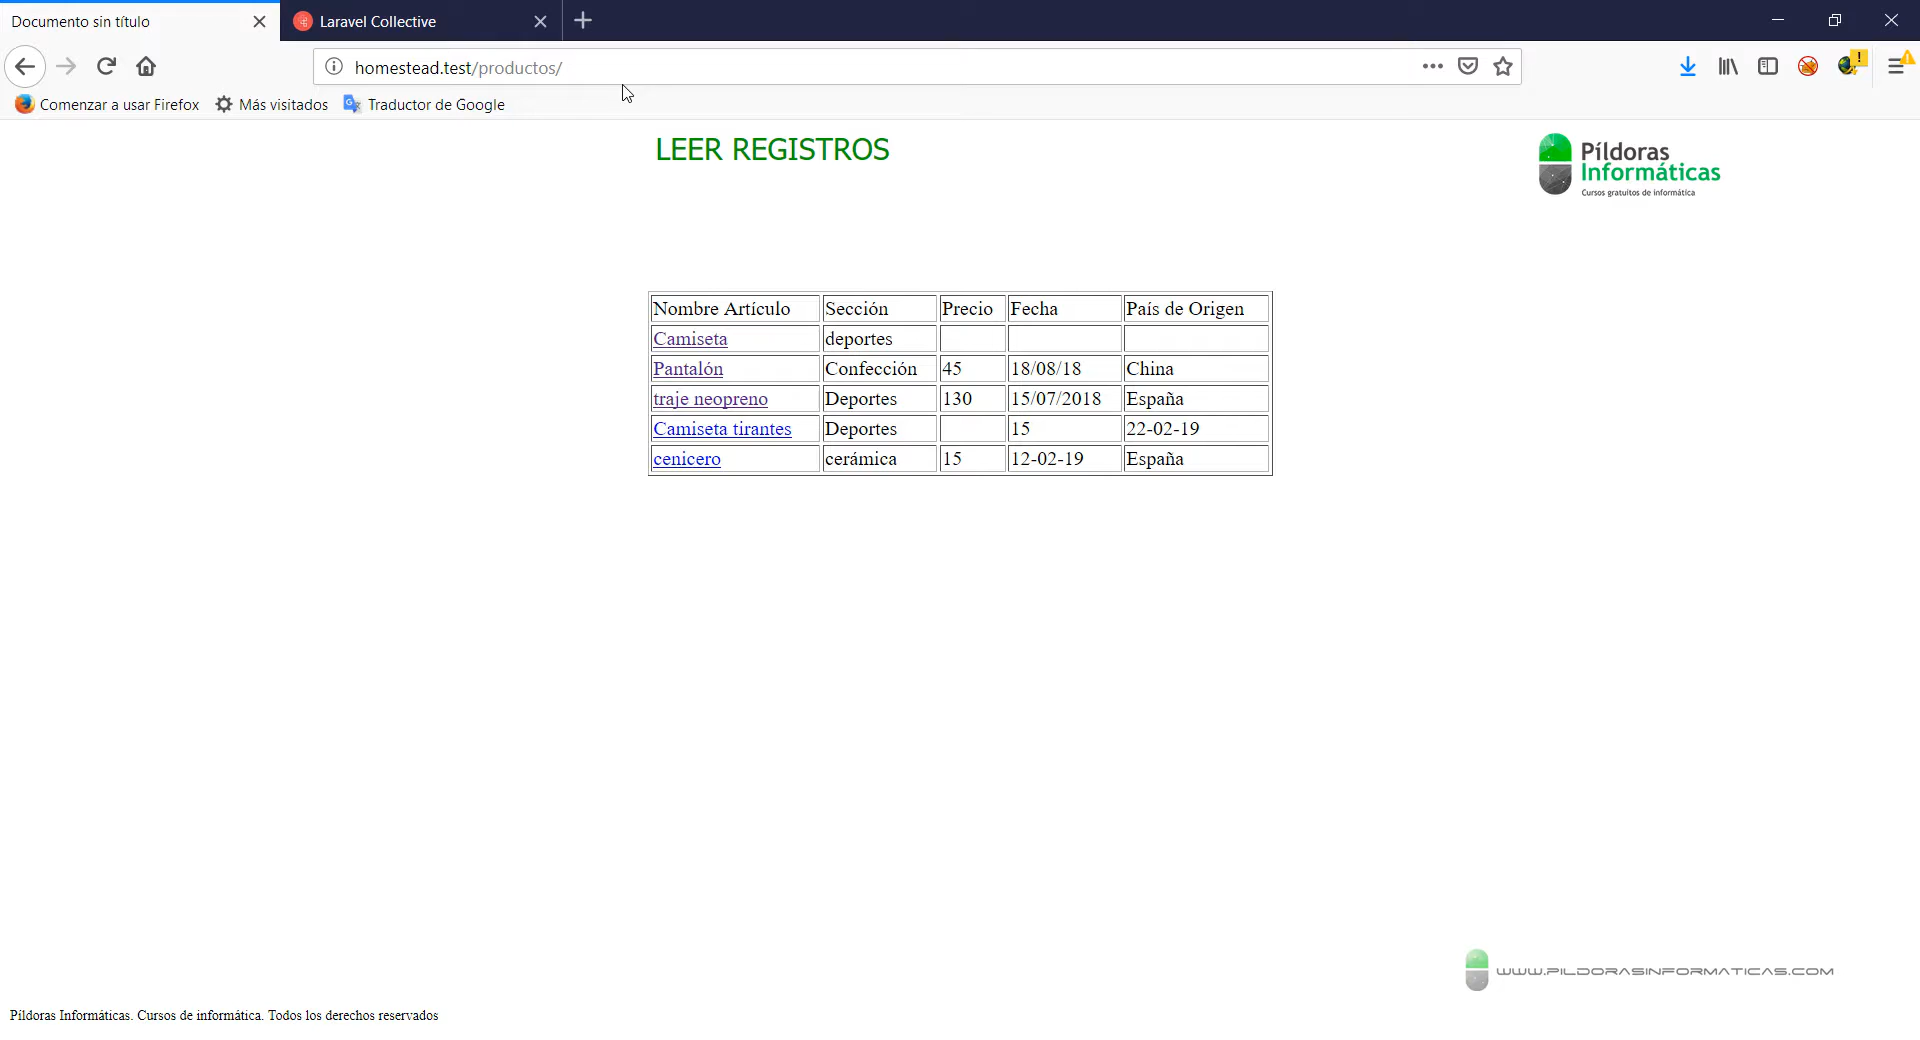 Documento sin título
Laravel Collective
homestead.test/productos/
Comenzar a usar Firefox
Más visitados
Traductor de Google
LEER REGISTROS
Píldoras
Informáticas
Cursos gratuitos de informática
Nombre Artículo Sección Precio Fecha País de Origen
Camiseta deportes
Pantalón Confección 45 18/08/18 China
traje neopreno Deportes 130 15/07/2018 España
Camiseta tirantes Deportes 15 22-02-19
cenicero cerámica 15 12-02-19 España
WWW.PILDORASINFORMATICAS.COM
Píldoras Informáticas. Cursos de informática. Todos los derechos reservados